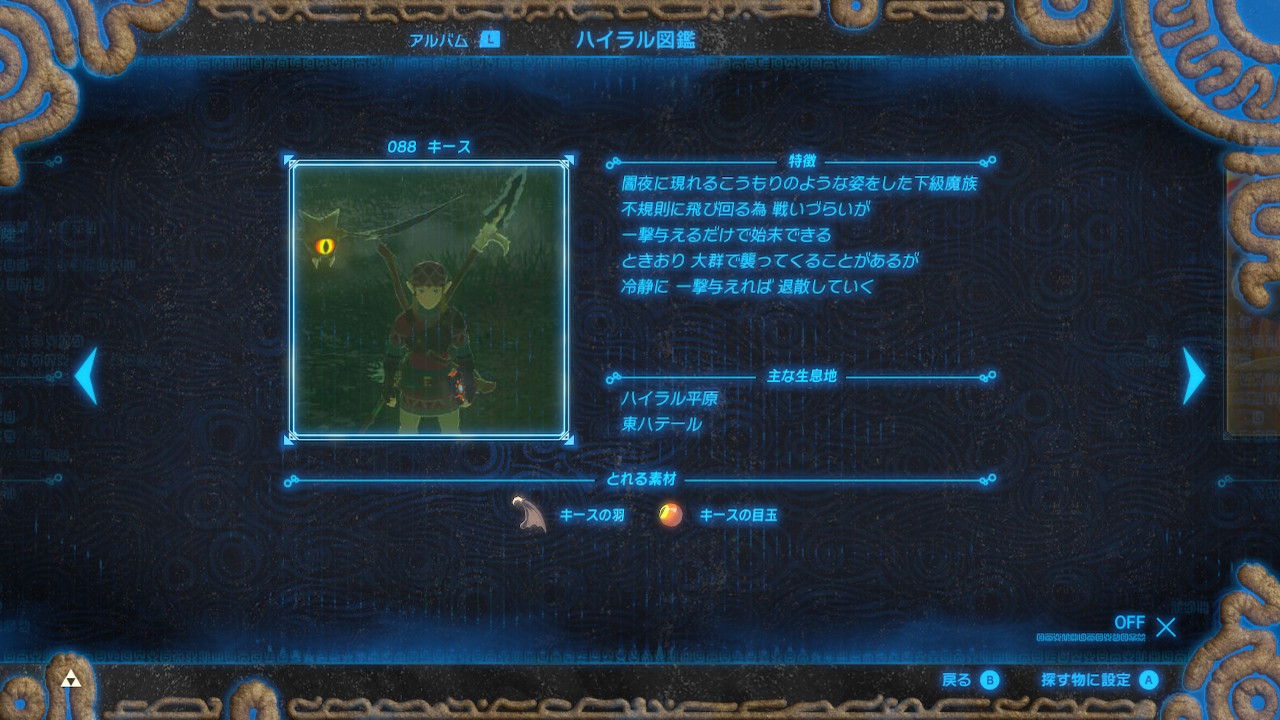 アルバム L
ハイラル図鑑
088 キース
特徴
闇夜に現れるこうもりのような姿をした下級魔族
不規則に飛び回る為 戦いづらいが
一撃与えるだけで始末できる
ときおり 大群で襲ってくることがあるが
冷静に 一撃与えれば 退散していく
主な生息地
ハイラル平原
東ハテール
とれる素材
キースの羽 キースの目玉
OFF
戻る B 探す物に設定 A